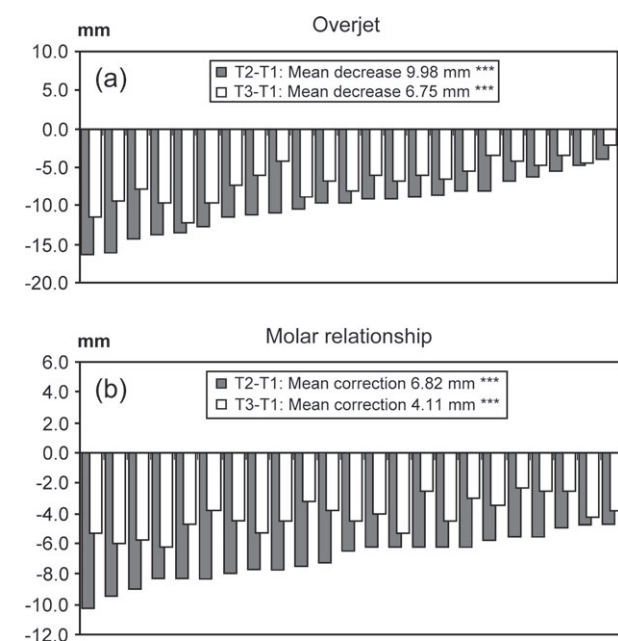 Overjet
mm
10.0
(a)
T2-T1: Mean decrease 9.98 mm ***
T3-T1: Mean decrease 6.75 mm ***
5.0
0.0
-5.0
-10.0
-15.0
-20.0
Molar relationship
mm
6.0
(b)
T2-T1: Mean correction 6.82 mm ***
T3-T1: Mean correction 4.11 mm ***
4.0
2.0
0.0
-2.0
-4.0
-6.0
-8.0
-10.0
-12.0